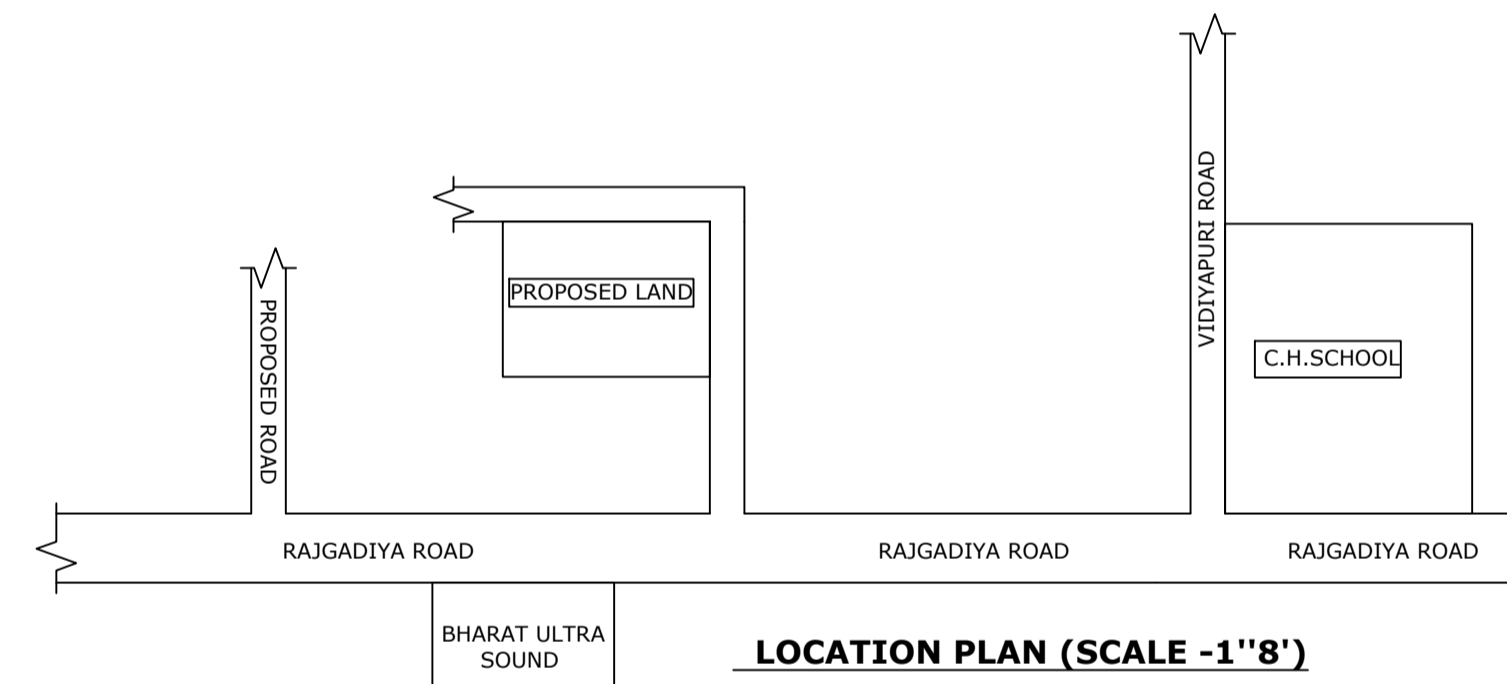 VIDIYAPURI ROAD
PROPOSED LAND
PROPOSED ROAD
C.H.SCHOOL
RAJGADIYA ROAD
RAJGADIYA ROAD
RAJGADIYA ROAD
BHARAT ULTRA
SOUND
LOCATION PLAN (SCALE -1''8')